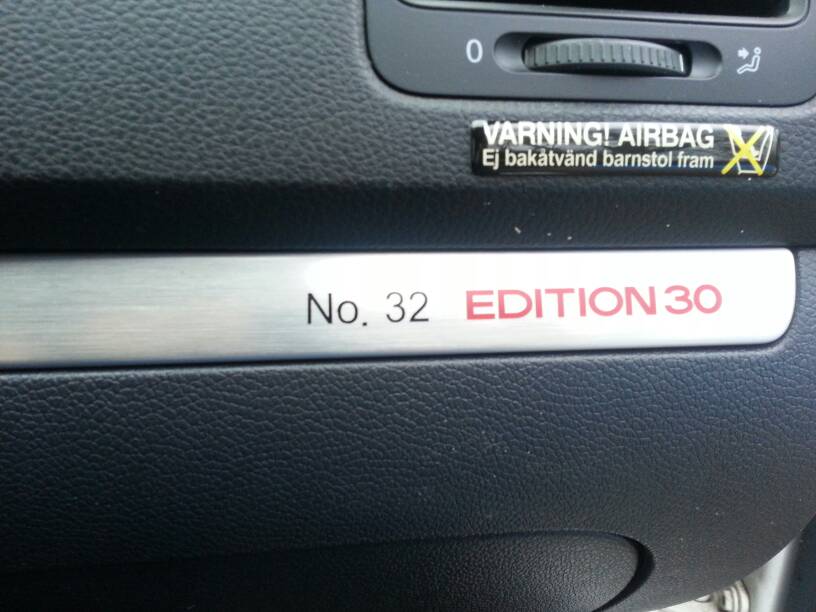 0
VARNING! AIRBAG
Ej bakåtvänd barnstol fram
No. 32 EDITION 30